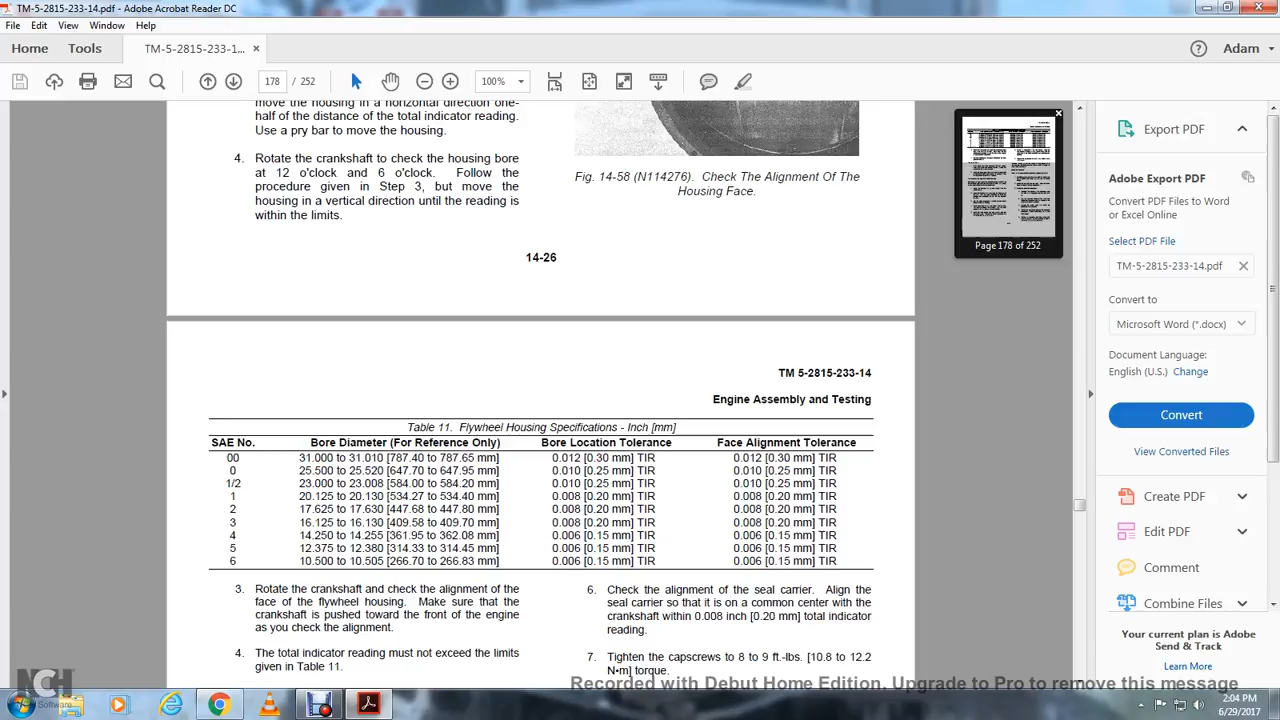 TM-5-2815-233-14.pdf - Adobe Acrobat Reader DC
File Edit View Window Help
Home Tools TM-5-2815-233-1... × Adam
178 / 252 100%
move the housing in a horizontal direction one-
half of the distance of the total indicator reading.
Use a pry bar to move the housing.
4. Rotate the crankshaft to check the housing bore
at 12 o'clock and 6 o'clock. Follow the
procedure given in Step 3, but move the
housing in a vertical direction until the reading is
within the limits.
Fig. 14-58 (N114276). Check The Alignment Of The
Housing Face.
14-26
TM 5-2815-233-14
Engine Assembly and Testing
Table 11. Flywheel Housing Specifications - Inch [mm]
SAE No. Bore Diameter (For Reference Only) Bore Location Tolerance Face Alignment Tolerance
00 31.000 to 31.010 [787.40 to 787.65 mm] 0.012 [0.30 mm] TIR 0.012 [0.30 mm] TIR
0 25.500 to 25.520 [647.70 to 647.95 mm] 0.010 [0.25 mm] TIR 0.010 [0.25 mm] TIR
1/2 23.000 to 23.008 [584.00 to 584.20 mm] 0.010 [0.25 mm] TIR 0.010 [0.25 mm] TIR
1 20.125 to 20.130 [534.27 to 534.40 mm] 0.008 [0.20 mm] TIR 0.008 [0.20 mm] TIR
2 17.625 to 17.630 [447.68 to 447.80 mm] 0.008 [0.20 mm] TIR 0.008 [0.20 mm] TIR
3 16.125 to 16.130 [409.58 to 409.70 mm] 0.008 [0.20 mm] TIR 0.008 [0.20 mm] TIR
4 14.250 to 14.255 [361.95 to 362.08 mm] 0.006 [0.15 mm] TIR 0.006 [0.15 mm] TIR
5 12.375 to 12.380 [314.33 to 314.45 mm] 0.006 [0.15 mm] TIR 0.006 [0.15 mm] TIR
6 10.500 to 10.505 [266.70 to 266.83 mm] 0.006 [0.15 mm] TIR 0.006 [0.15 mm] TIR
3. Rotate the crankshaft and check the alignment of the
face of the flywheel housing. Make sure that the
crankshaft is pushed toward the front of the engine
as you check the alignment.
4. The total indicator reading must not exceed the limits
given in Table 11.
6. Check the alignment of the seal carrier. Align the
seal carrier so that it is on a common center with the
crankshaft within 0.008 inch [0.20 mm] total indicator
reading.
7. Tighten the capscrews to 8 to 9 ft.-lbs. [10.8 to 12.2
N•m] torque.
Page 178 of 252
Export PDF
Adobe Export PDF
Convert PDF Files to Word
or Excel Online
Select PDF File
TM-5-2815-233-14.pdf
Convert to
Microsoft Word (*.docx)
Document Language:
English (U.S.) Change
Convert
View Converted Files
Create PDF
Edit PDF
Comment
Combine Files
Your current plan is Adobe
Send & Track
Learn More
Recorded with Debut Home Edition. Upgrade to Pro to remove this message
NCH
Software
2:04 PM
6/29/2017